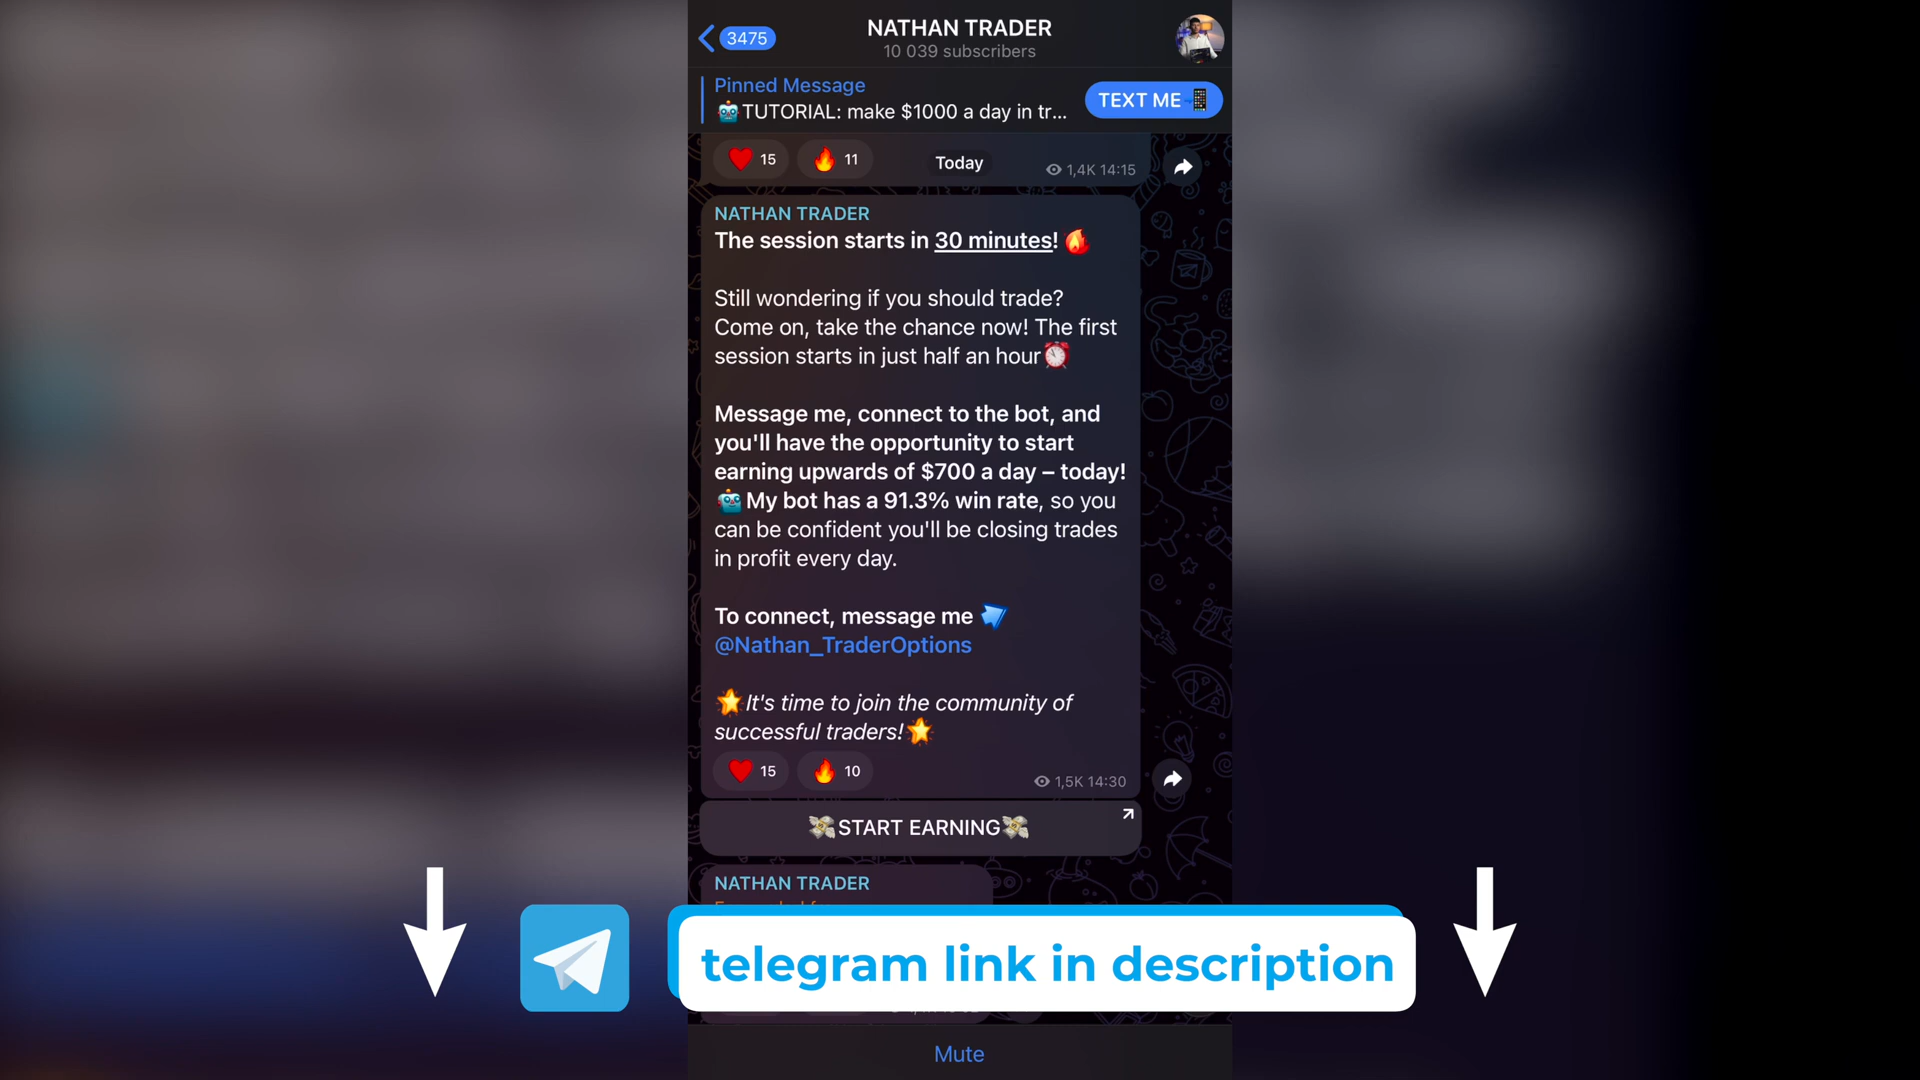 3475
NATHAN TRADER
10 039 subscribers
Pinned Message
🤖TUTORIAL: make $1000 a day in tr...
TEXT ME 📱
❤️ 15 🔥 11
Today
1,4K 14:15
NATHAN TRADER
The session starts in 30 minutes! 🔥
Still wondering if you should trade?
Come on, take the chance now! The first
session starts in just half an hour⏰
Message me, connect to the bot, and
you'll have the opportunity to start
earning upwards of $700 a day – today!
🤖My bot has a 91.3% win rate, so you
can be confident you'll be closing trades
in profit every day.
To connect, message me
@Nathan_TraderOptions
⭐It's time to join the community of
successful traders!⭐
❤️ 15 🔥 10
1,5K 14:30
💸START EARNING💸
NATHAN TRADER
telegram link in description
Mute